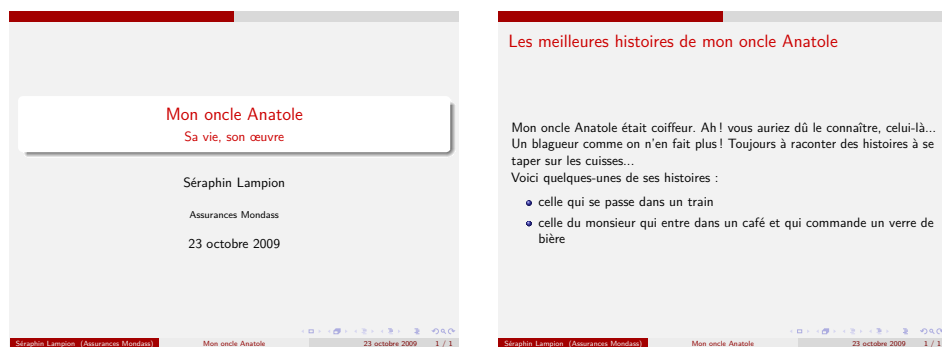 Mon oncle Anatole
Sa vie, son œuvre
Séraphin Lampion
Assurances Mondass
23 octobre 2009
Séraphin Lampion (Assurances Mondass) Mon oncle Anatole 23 octobre 2009 1 / 1
Les meilleures histoires de mon oncle Anatole
Mon oncle Anatole était coiffeur. Ah ! vous auriez dû le connaître, celui-là...
Un blagueur comme on n'en fait plus ! Toujours à raconter des histoires à se
taper sur les cuisses...
Voici quelques-unes de ses histoires :
celle qui se passe dans un train
celle du monsieur qui entre dans un café et qui commande un verre de
bière
Séraphin Lampion (Assurances Mondass) Mon oncle Anatole 23 octobre 2009 1 / 1